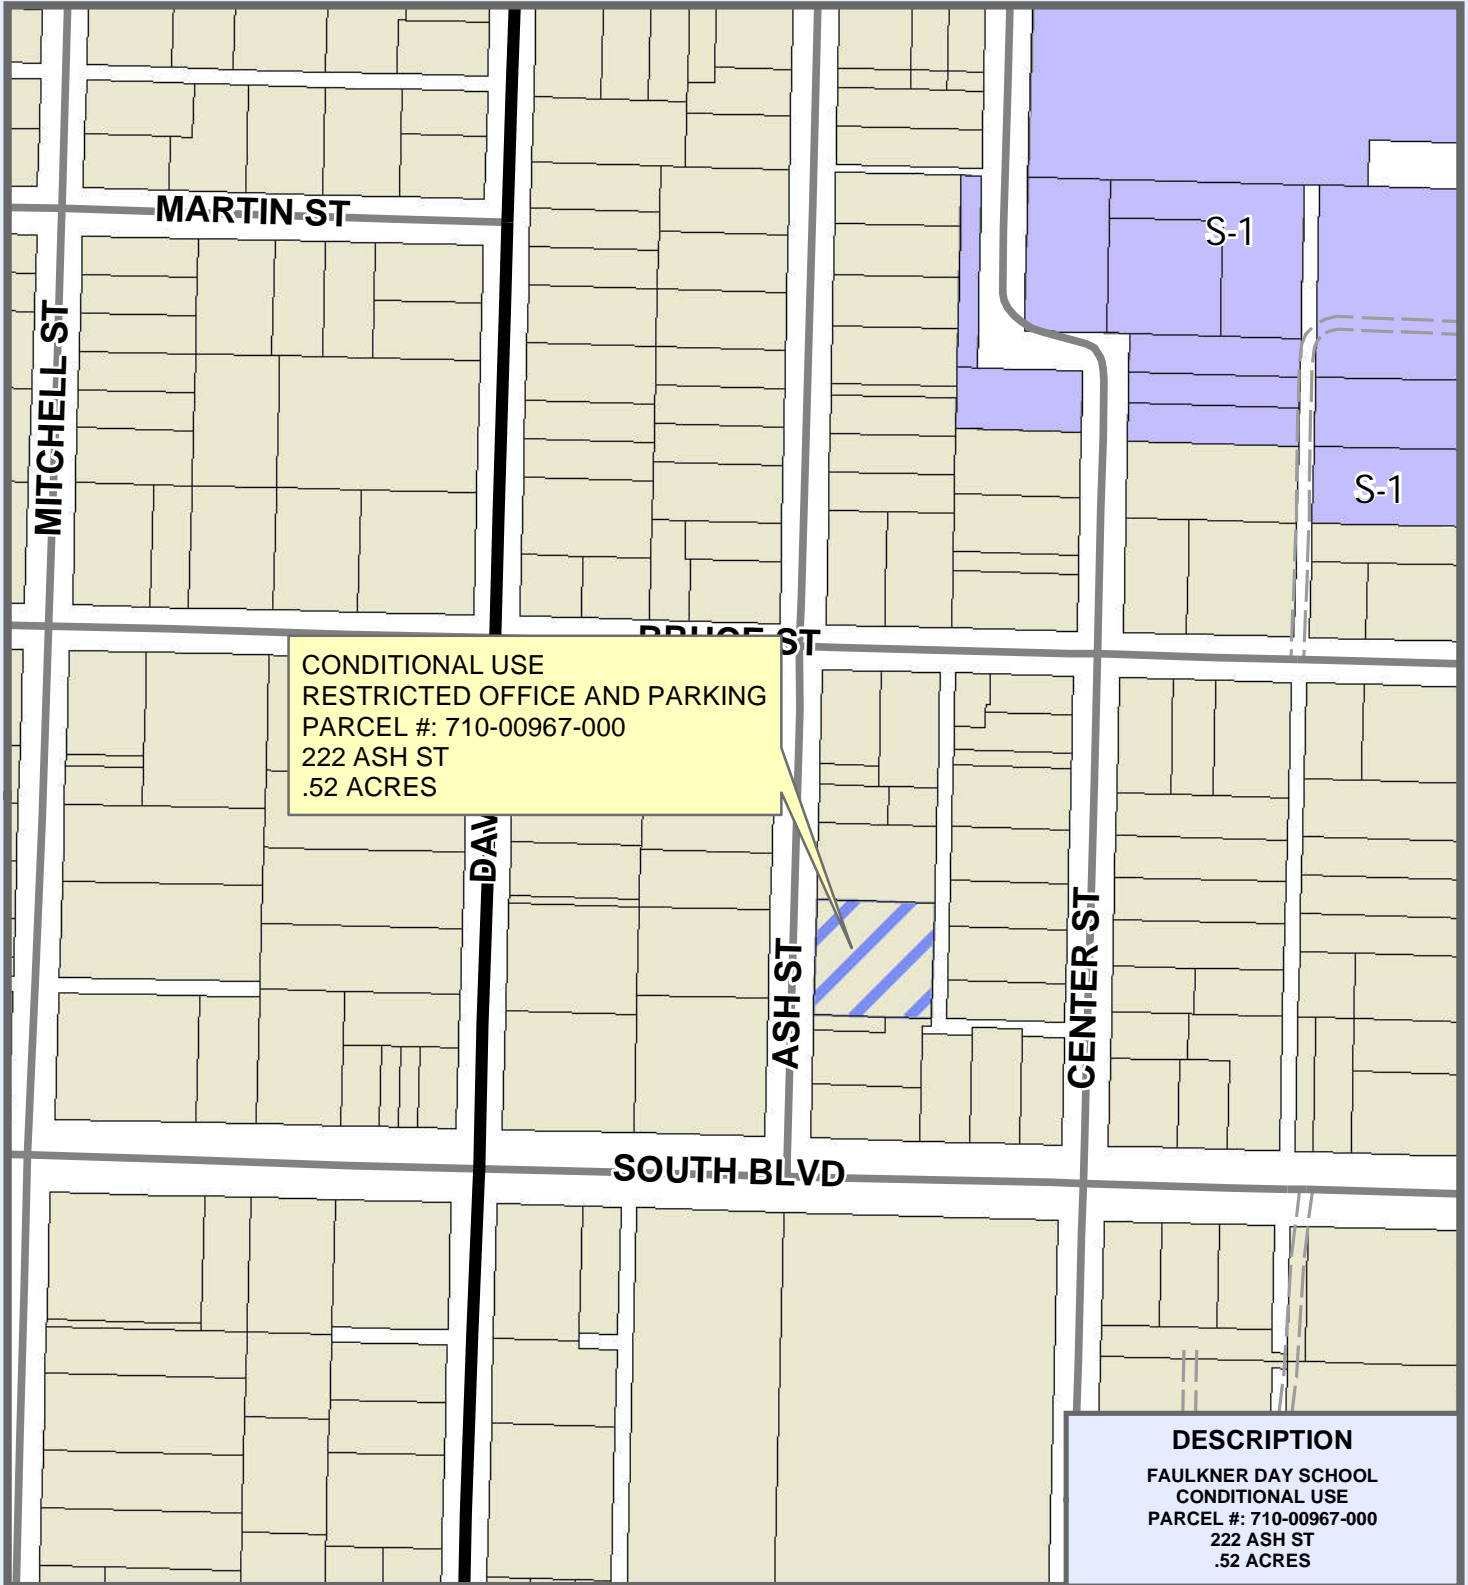 MARTIN ST
S-1
MITCHELL ST
S-1
ST
CONDITIONAL USE
RESTRICTED OFFICE AND PARKING
PARCEL #: 710-00967-000
222 ASH ST
.52 ACRES
ASH ST
CENTER ST
SOUTH BLVD
DESCRIPTION
FAULKNER DAY SCHOOL
CONDITIONAL USE
PARCEL #: 710-00967-000
222 ASH ST
.52 ACRES